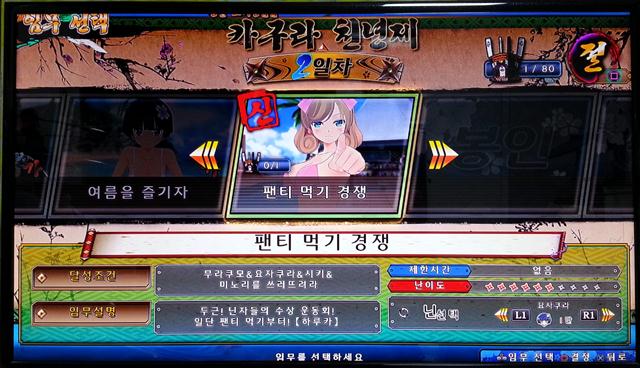 임무 선택
카구라 천년제
2일차
1/80
절
신
0/1
여름을 즐기자
팬티 먹기 경쟁
봉인
팬티 먹기 경쟁
달성조건
무라쿠모&요자쿠라&시키&
미노리를 쓰러뜨려라
제한시간
없음
난이도
임무설명
두근! 닌자들의 수상 운동회!
일단 팬티 먹기부터!【하루카】
닌선택
요자쿠라
L1
R1
임무를 선택하세요
임무 선택
결정
뒤로